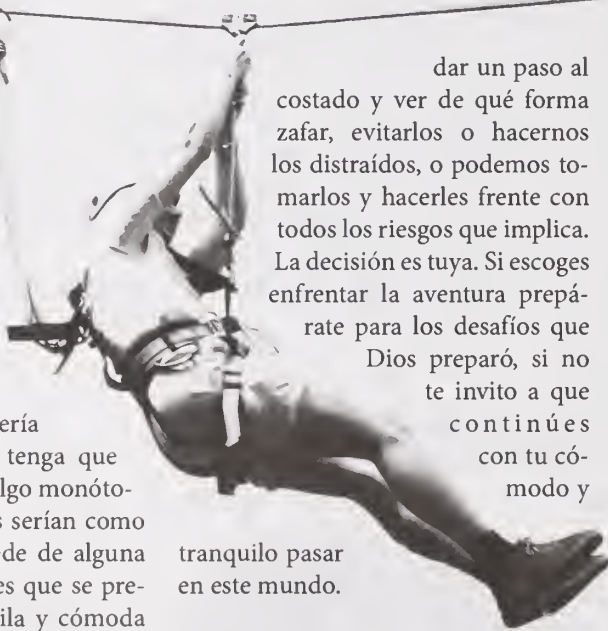 ería
tenga que
lgo monóto-
s serían como
ede de alguna
es que se pre-
ila y cómoda
dar un paso al
costado y ver de qué forma
zafar, evitarlos o hacernos
los distraídos, o podemos to-
marlos y hacerles frente con
todos los riesgos que implica.
La decisión es tuya. Si escoges
enfrentar la aventura prepá-
rate para los desafíos que
Dios preparó, si no
te invito a que
continúes
con tu có-
modo y
tranquilo pasar
en este mundo.